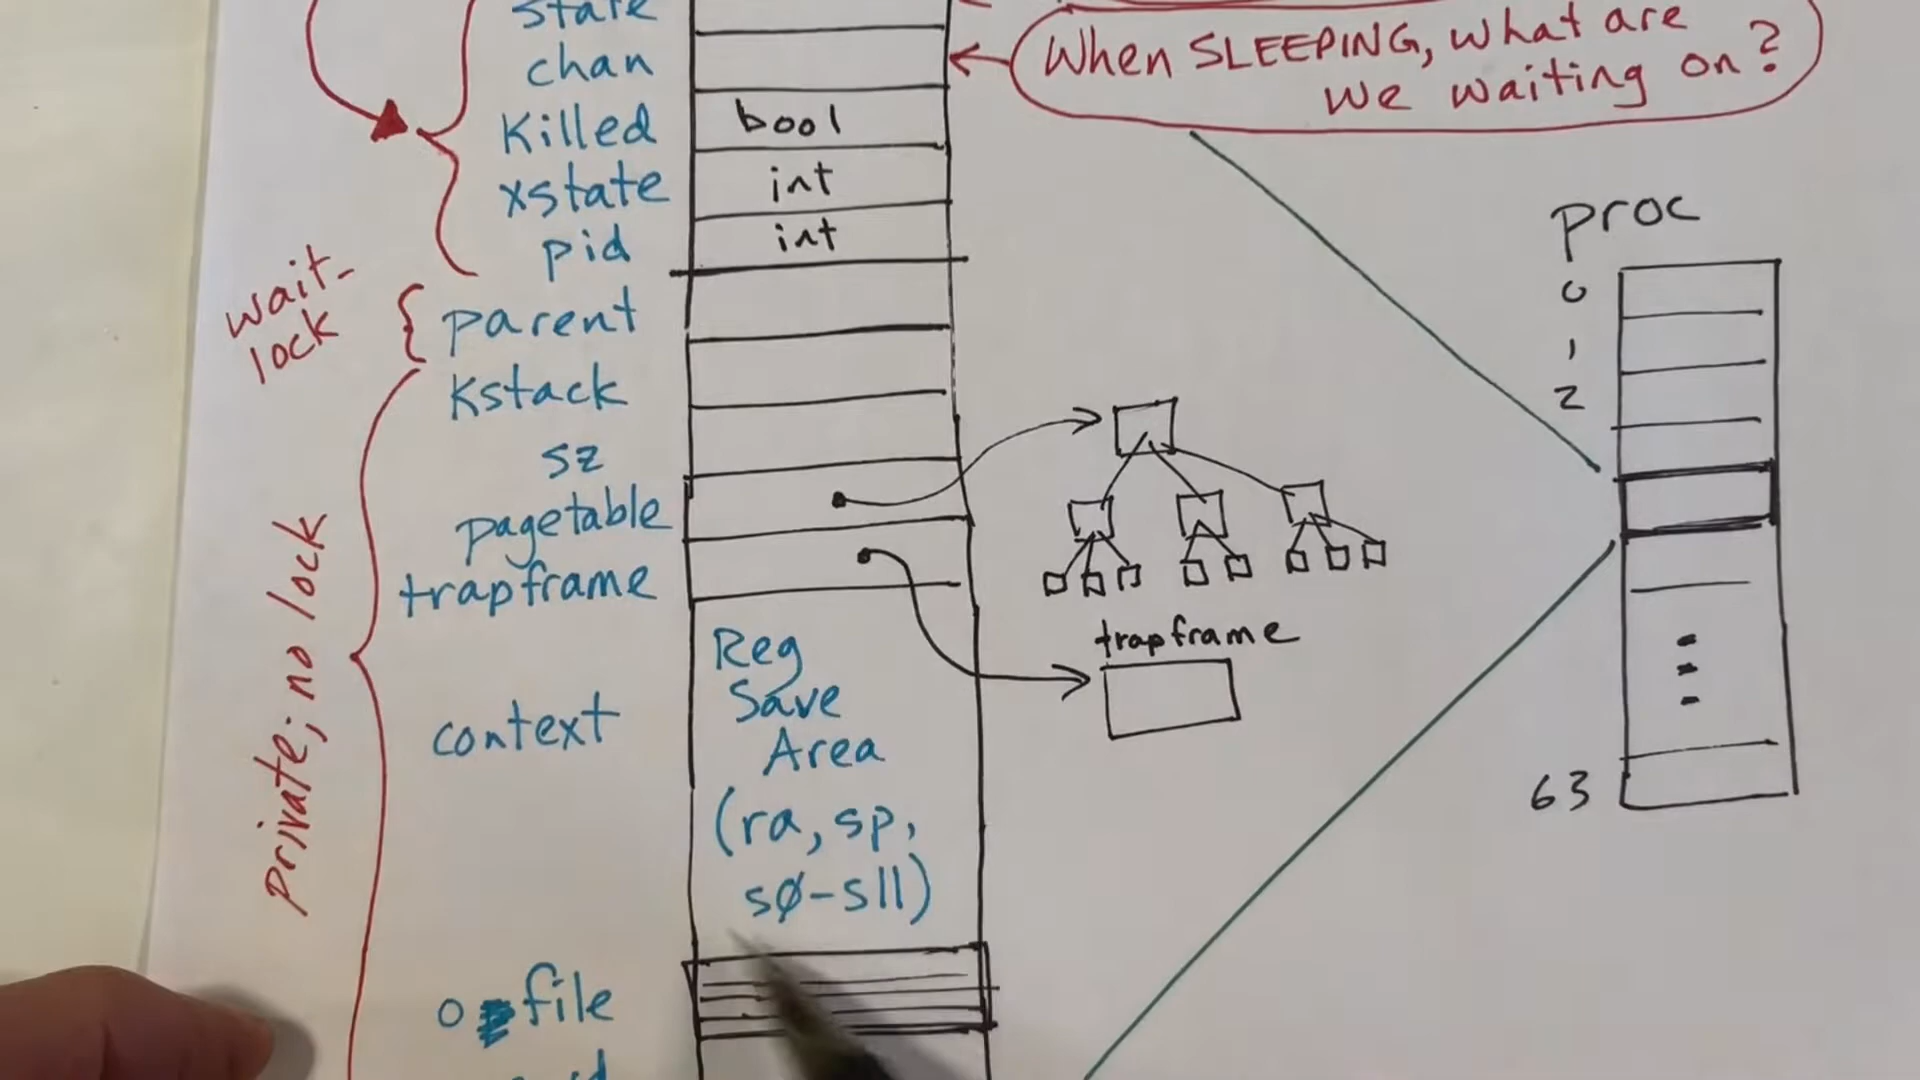 state
chan
When SLEEPING, what are
we waiting on?
killed bool
xstate int
pid int
wait-
lock
parent
kstack
sz
pagetable
trapframe
private; no lock
context
Reg
Save
Area
(ra, sp,
sø-s11)
ofile
trapframe
proc
0
1
2
63